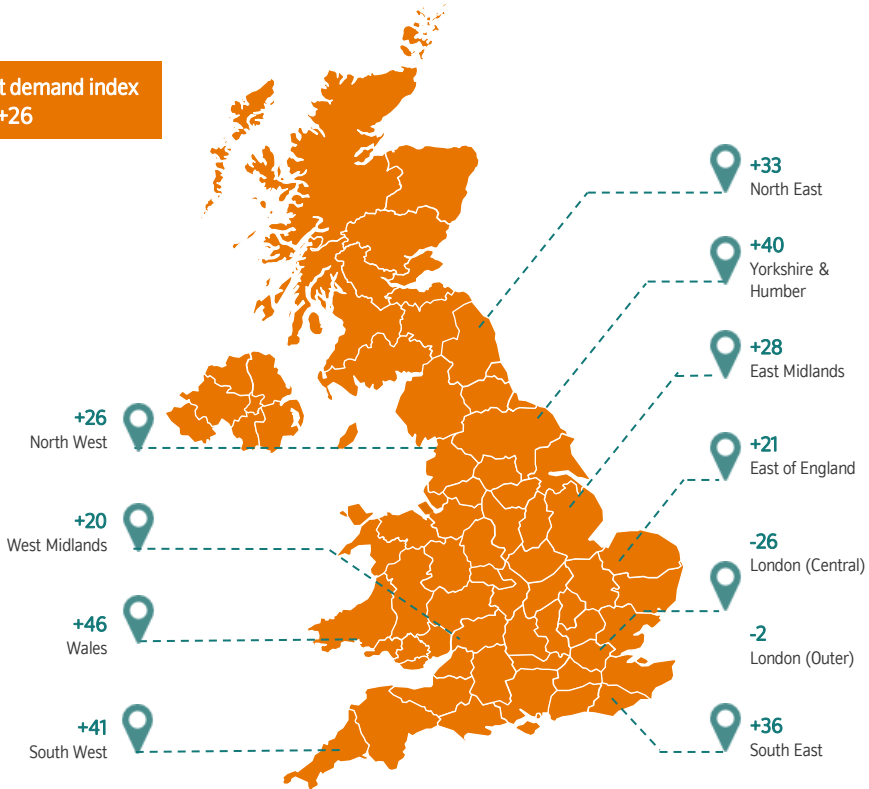 t demand index
+26
+33
North East
+40
Yorkshire &
Humber
+28
East Midlands
+26
North West
+21
East of England
+20
West Midlands
-26
London (Central)
+46
Wales
-2
London (Outer)
+41
South West
+36
South East